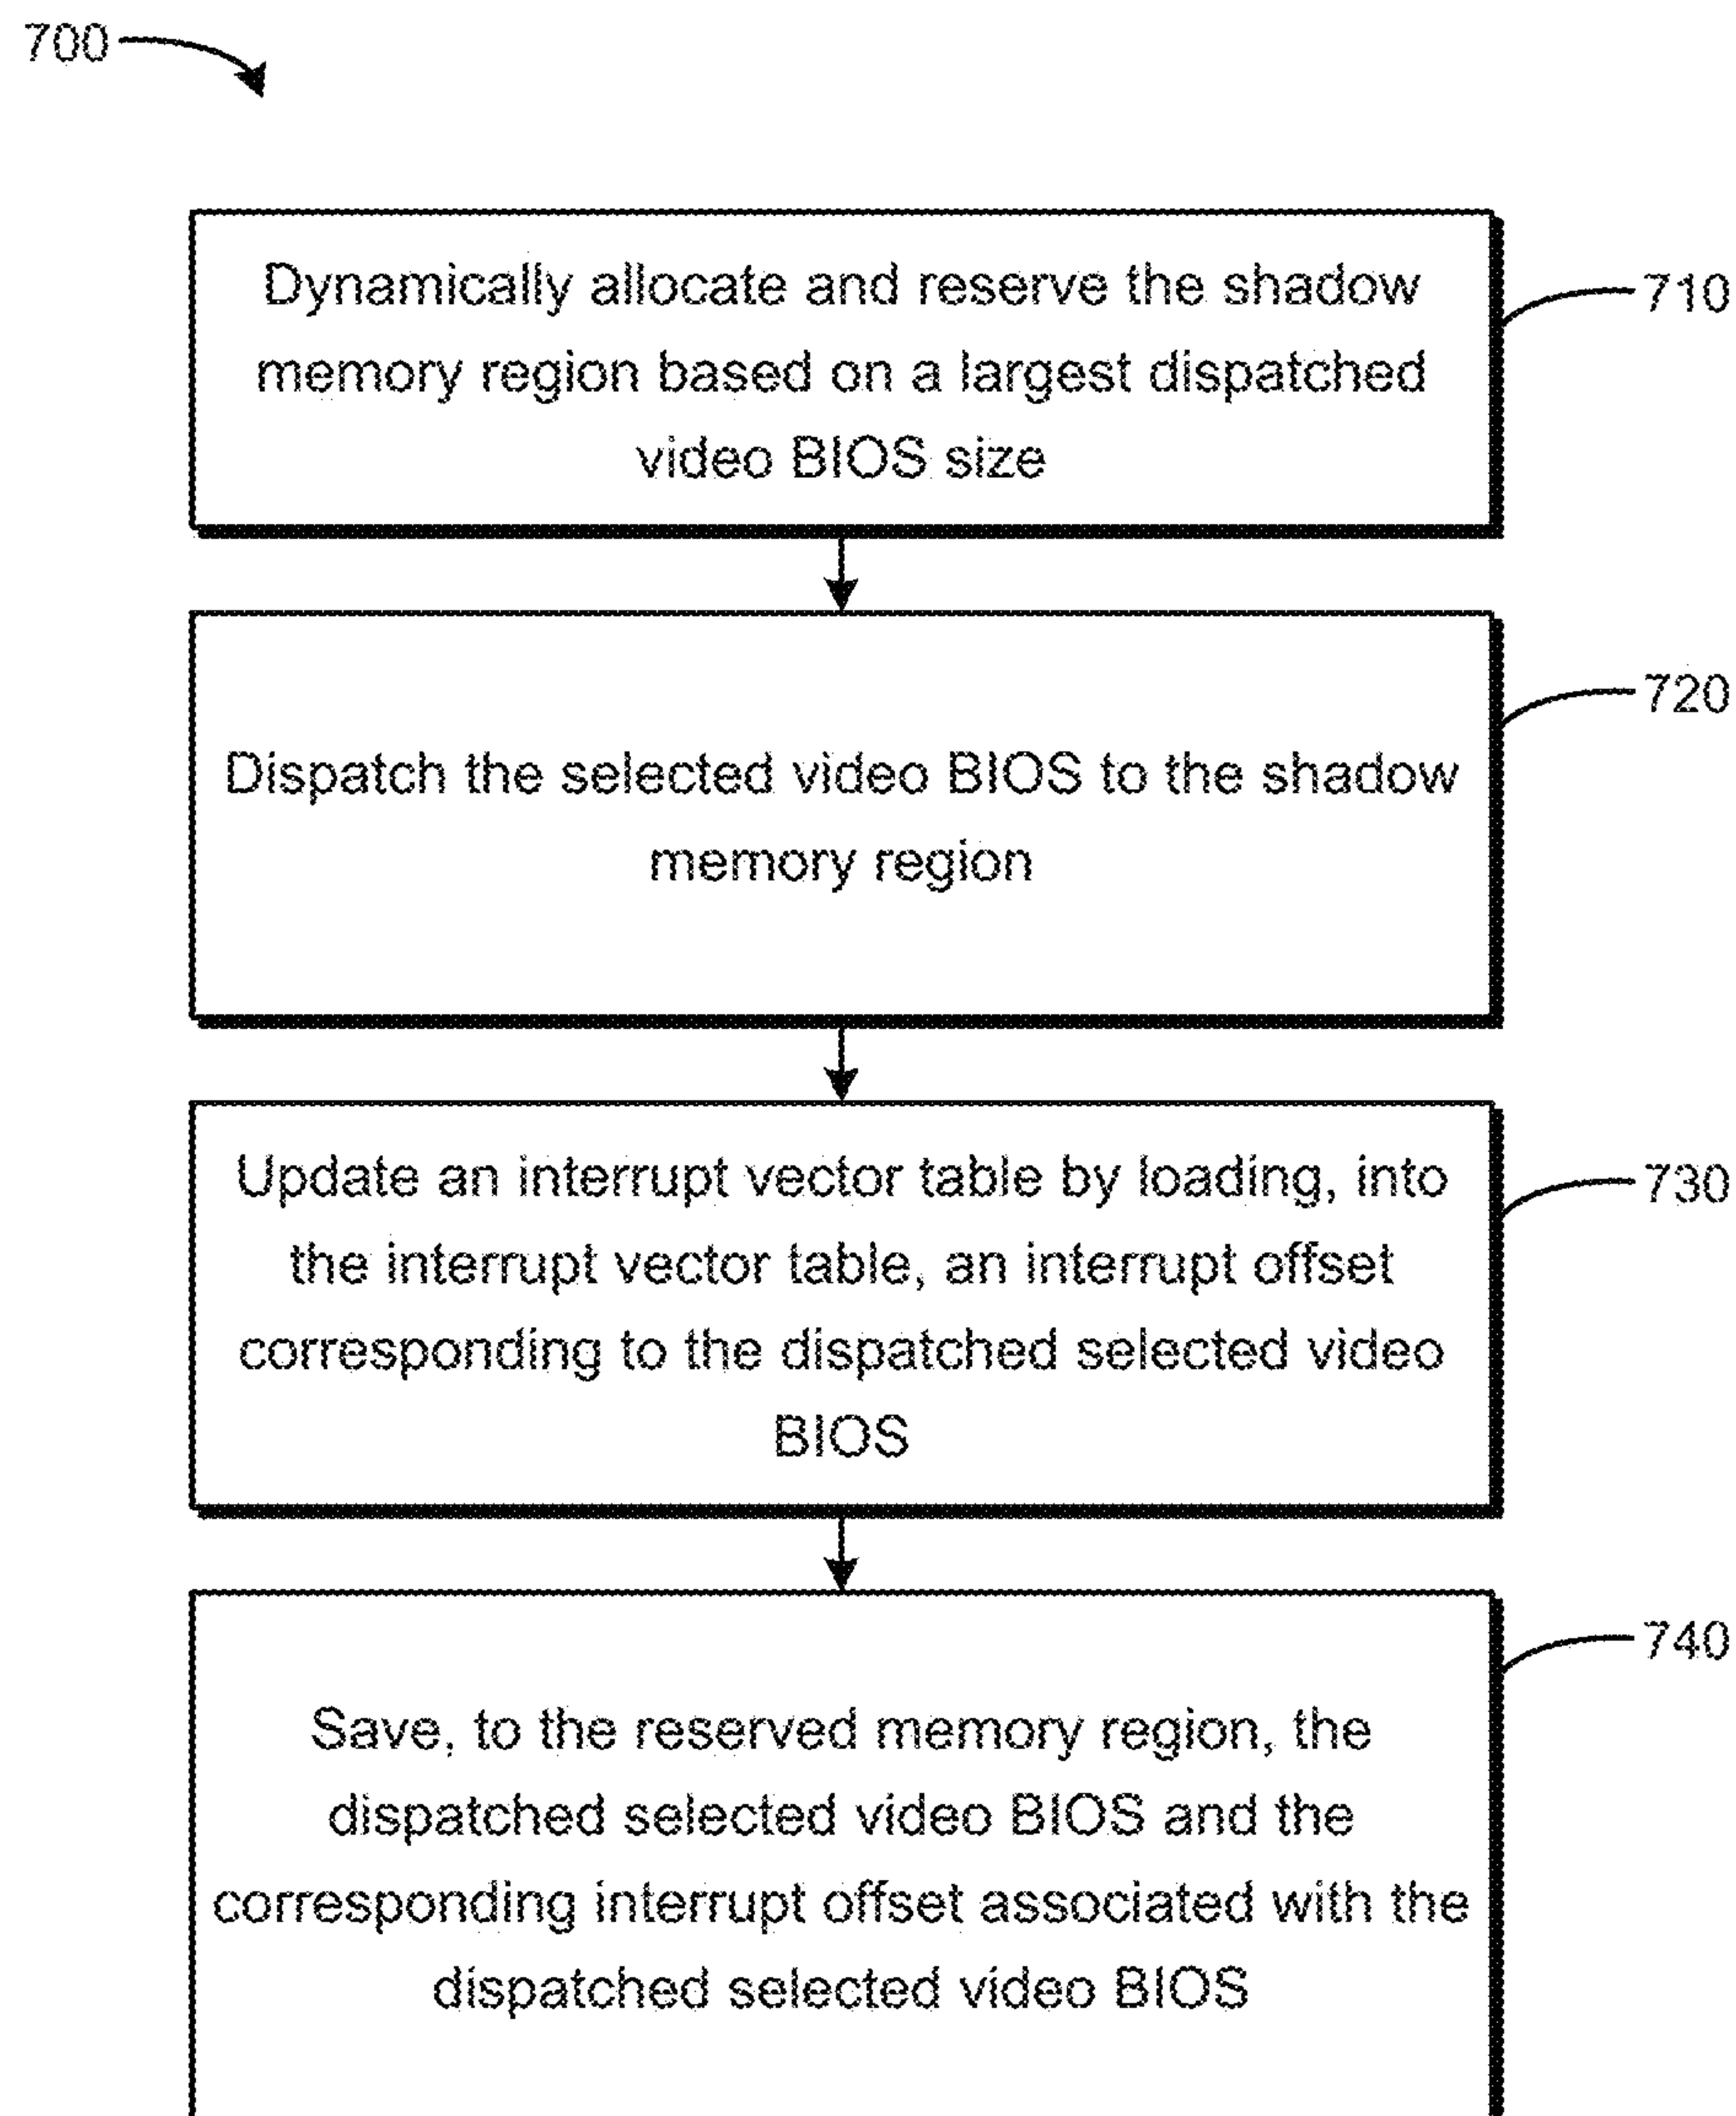 700
Dynamically allocate and reserve the shadow
memory region based on a largest dispatched
video BIOS size
710
Dispatch the selected video BIOS to the shadow
memory region
720
Update an interrupt vector table by loading, into
the interrupt vector table, an interrupt offset
corresponding to the dispatched selected video
BIOS
730
Save, to the reserved memory region, the
dispatched selected video BIOS and the
corresponding interrupt offset associated with the
dispatched selected video BIOS
740